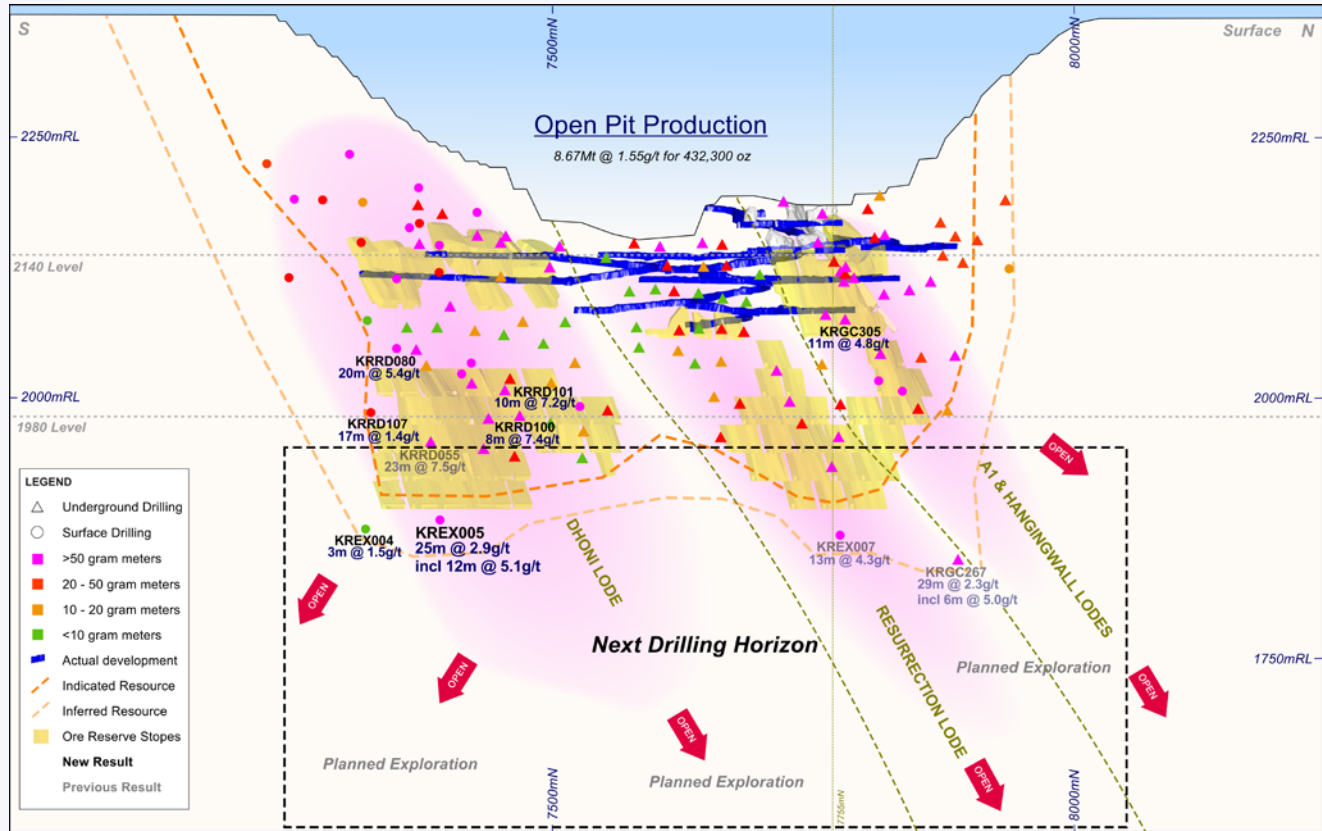 S
7500mN
8000mN
Surface N
Open Pit Production
8.67Mt @ 1.55g/t for 432,300 oz
2250mRL
2250mRL
2140 Level
KRGC305
11m @ 4.8g/t
KRRD080
20m @ 5.4g/t
KRRD101
10m @ 7.2g/t
2000mRL
2000mRL
1980 Level
KRRD107
17m @ 1.4g/t
KRRD100
8m @ 7.4g/t
KRRD055
23m @ 7.5g/t
OPEN
LEGEND
Underground Drilling
Surface Drilling
>50 gram meters
20 - 50 gram meters
10 - 20 gram meters
<10 gram meters
Actual development
Indicated Resource
Inferred Resource
Ore Reserve Stopes
New Result
Previous Result
KREX004
3m @ 1.5g/t
KREX005
25m @ 2.9g/t
incl 12m @ 5.1g/t
DHONI LODE
KREX007
13m @ 4.3g/t
KRGC267
29m @ 2.3g/t
incl 6m @ 5.0g/t
A1 & HANGINGWALL LODES
RESURRECTION LODE
OPEN
Next Drilling Horizon
1750mRL
Planned Exploration
OPEN
OPEN
OPEN
OPEN
Planned Exploration
Planned Exploration
7500mN
7755mN
8000mN